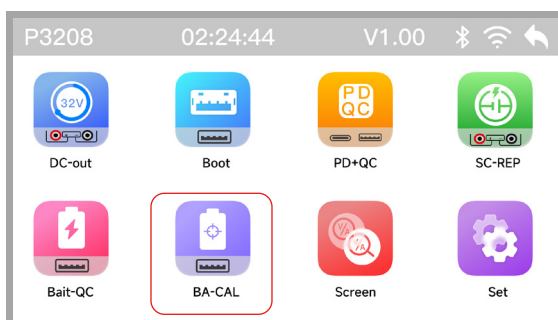 P3208 02:24:44 V1.00
32V PD
QC
DC-out Boot PD+QC SC-REP
V/A V/A
Bait-QC BA-CAL Screen Set